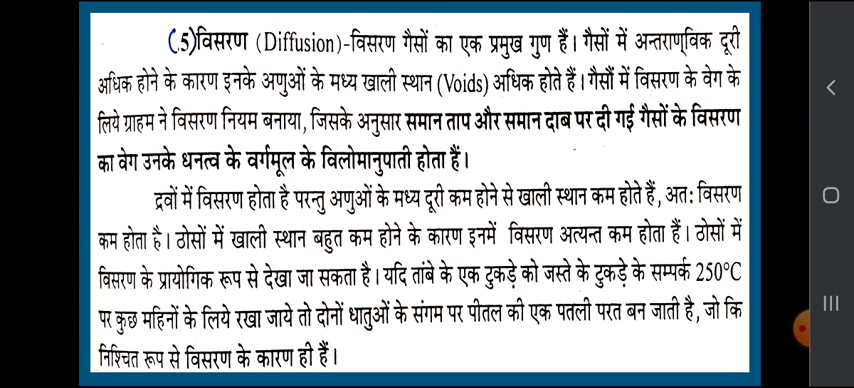 (5) विसरण (Diffusion)-विसरण गैसों का एक प्रमुख गुण हैं। गैसों में अन्तराण्विक दूरी
अधिक होने के कारण इनके अणुओं के मध्य खाली स्थान (Voids) अधिक होते हैं। गैसौं में विसरण के वेग के
लिये ग्राहम ने विसरण नियम बनाया, जिसके अनुसार समान ताप और समान दाब पर दी गई गैसों के विसरण
का वेग उनके धनत्व के वर्गमूल के विलोमानुपाती होता हैं।
द्रवों में विसरण होता है परन्तु अणुओं के मध्य दूरी कम होने से खाली स्थान कम होते हैं, अत: विसरण
कम होता है। ठोसों में खाली स्थान बहुत कम होने के कारण इनमें विसरण अत्यन्त कम होता हैं। ठोसों में
विसरण के प्रायोगिक रूप से देखा जा सकता है। यदि तांबे के एक टुकड़े को जस्ते के टुकड़े के सम्पर्क 250°C
पर कुछ महिनों के लिये रखा जाये तो दोनों धातुओं के संगम पर पीतल की एक पतली परत बन जाती है, जो कि
निश्चित रूप से विसरण के कारण ही हैं।